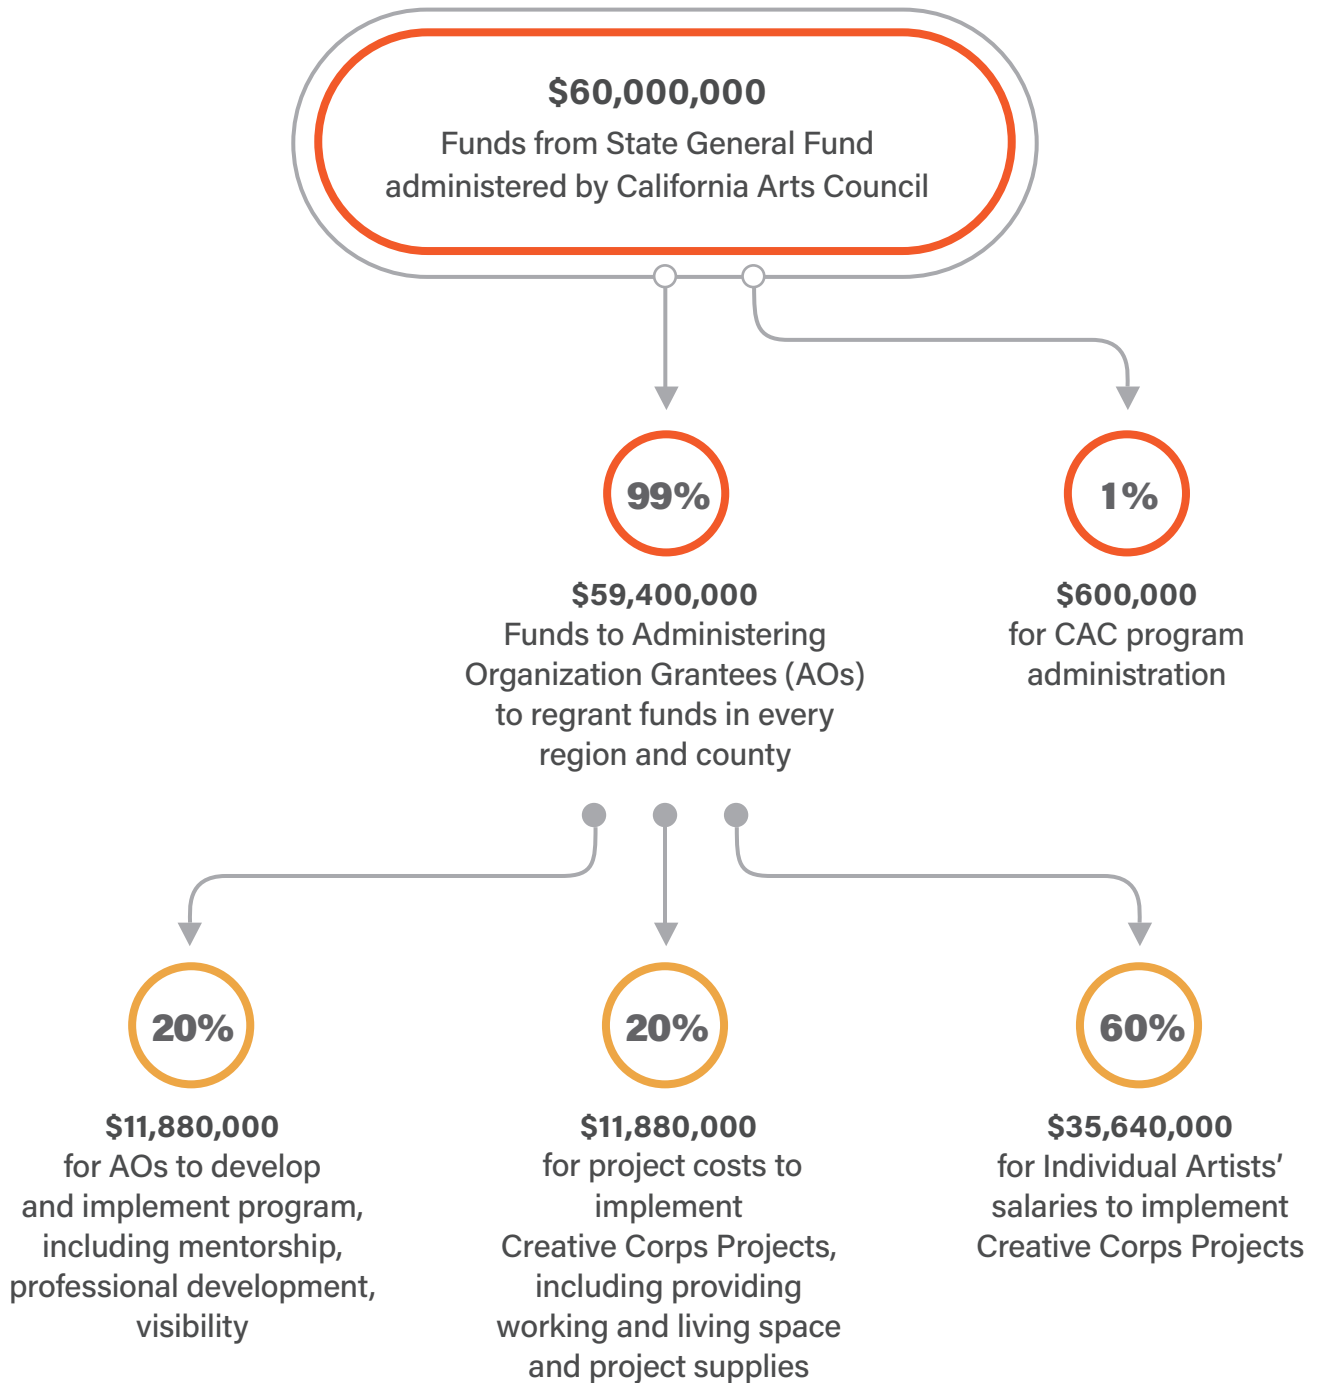 $60,000,000
Funds from State General Fund
administered by California Arts Council
99%
$59,400,000
Funds to Administering
Organization Grantees (AOs)
to regrant funds in every
region and county
1%
$600,000
for CAC program
administration
20%
$11,880,000
for AOs to develop
and implement program,
including mentorship,
professional development,
visibility
20%
$11,880,000
for project costs to
implement
Creative Corps Projects,
including providing
working and living space
and project supplies
60%
$35,640,000
for Individual Artists’
salaries to implement
Creative Corps Projects